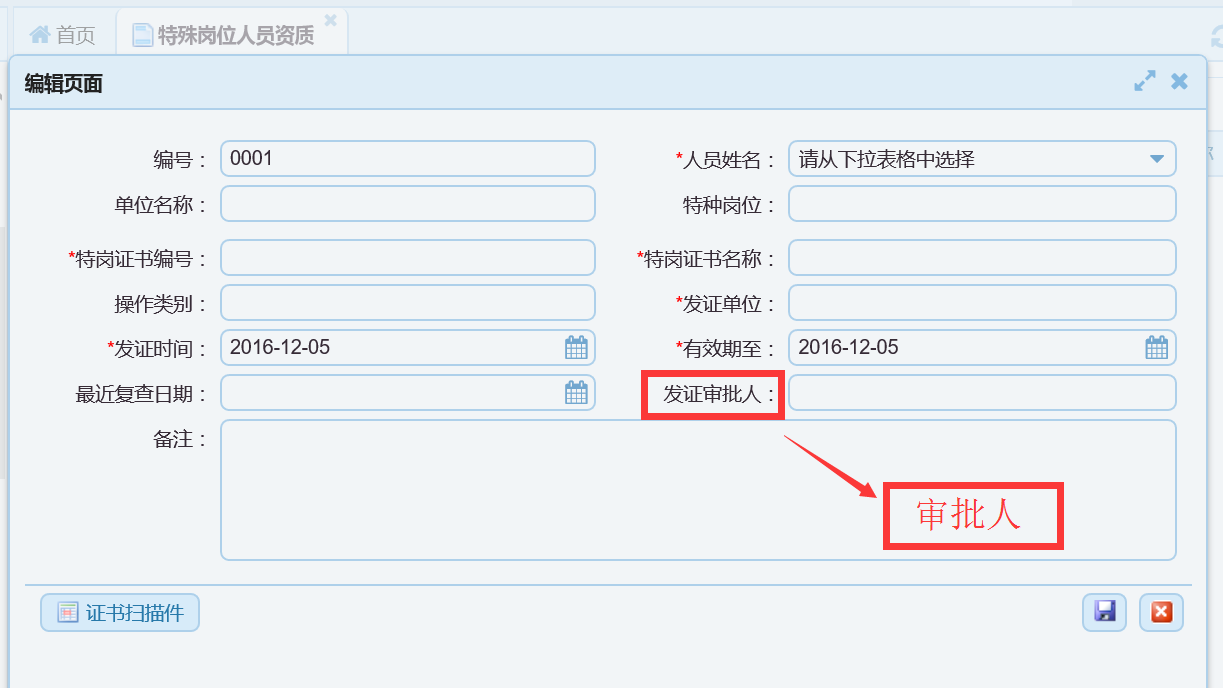 首页
特殊岗位人员资质
编辑页面
编号：
0001
*人员姓名：
请从下拉表格中选择
单位名称：
特种岗位：
*特岗证书编号：
*特岗证书名称：
操作类别：
*发证单位：
*发证时间：
2016-12-05
*有效期至：
2016-12-05
最近复查日期：
发证审批人：
备注：
审批人
证书扫描件